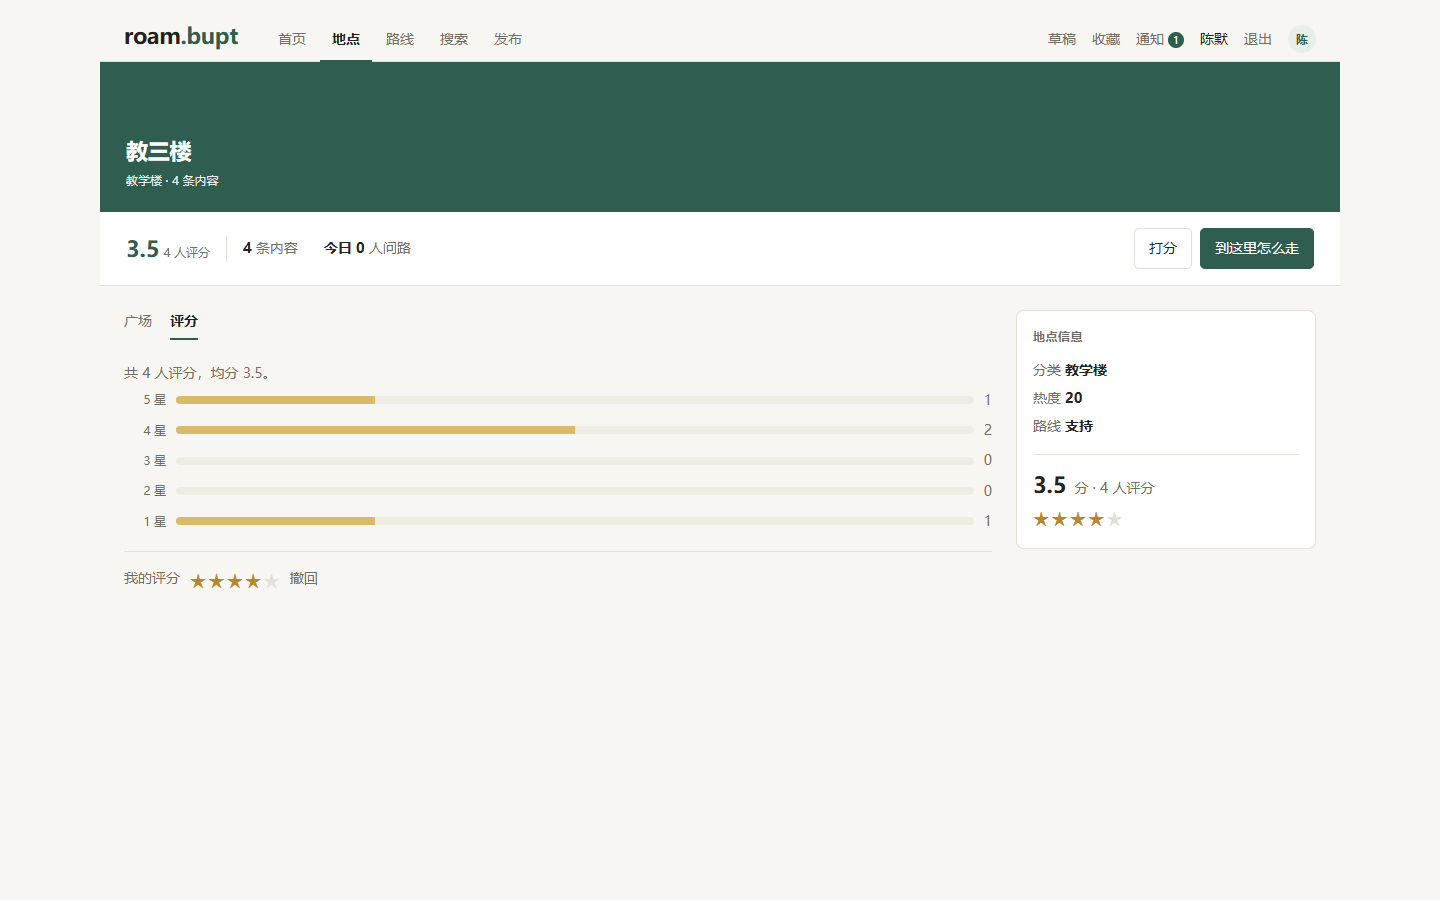 roam.bupt 首页 地点 路线 搜索 发布 草稿 收藏 通知 1 陈默 退出 陈
教三楼
教学楼 · 4 条内容
3.5 4 人评分 4 条内容 今日 0 人问路 打分 到这里怎么走
广场 评分
共 4 人评分，均分 3.5。
5 星 1
4 星 2
3 星 0
2 星 0
1 星 1
我的评分 ★★★★★ 撤回
地点信息
分类 教学楼
热度 20
路线 支持
3.5 分 · 4 人评分
★★★★★